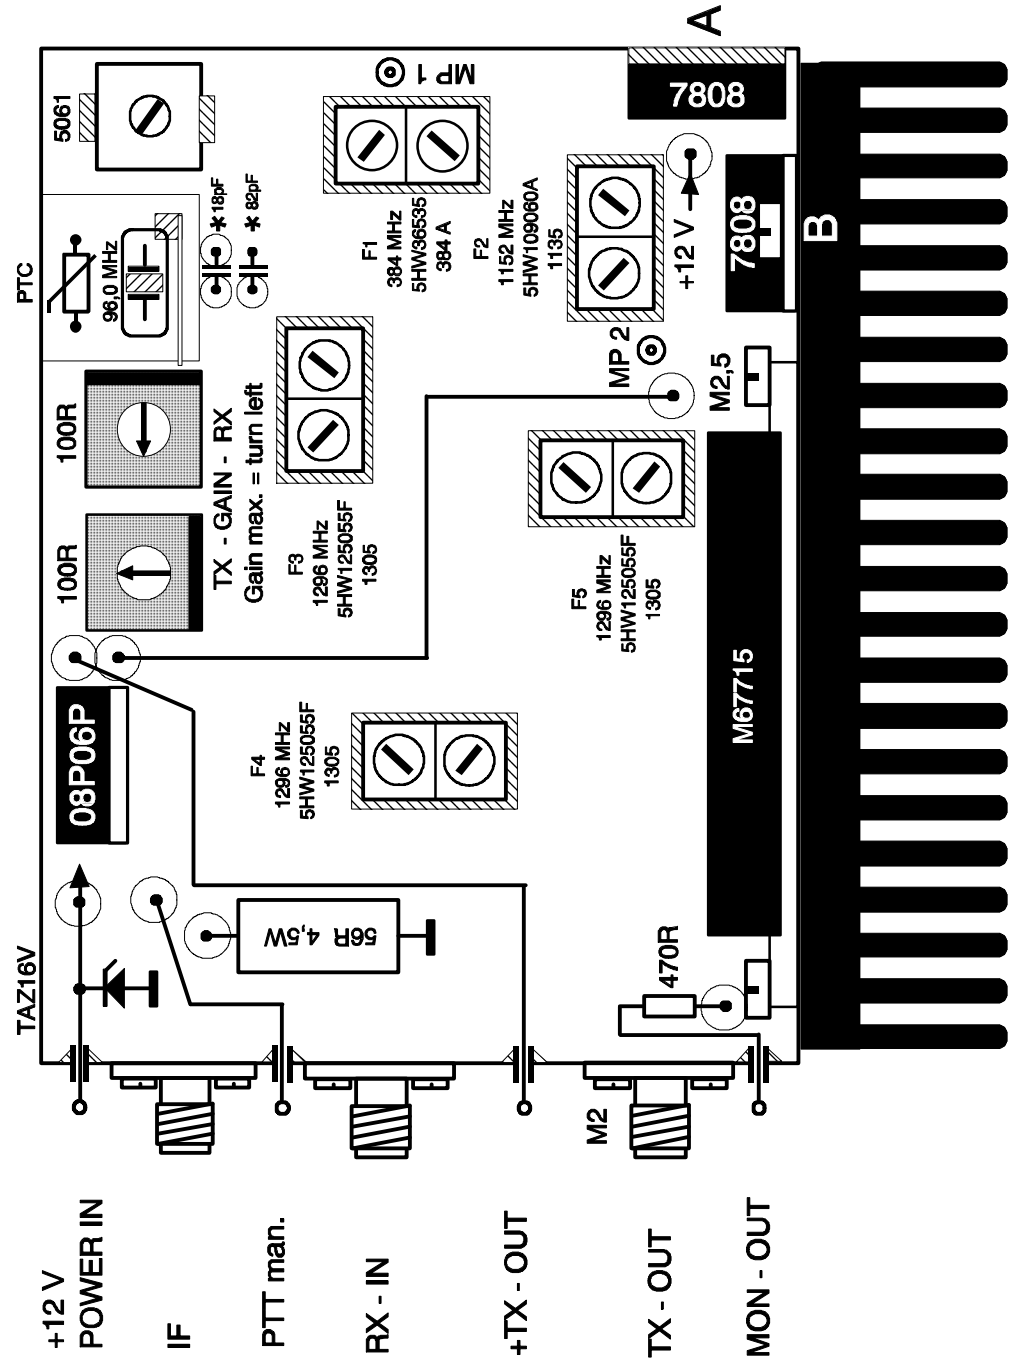 A
5061
MP 1
7808
PTC
96,0 MHz
* 18pF
* 82pF
F1
384 MHz
5HW36535
384 A
F2
1152 MHz
5HW109060A
1135
+12 V
7808
B
MP 2
M2,5
100R
100R
TX - GAIN - RX
Gain max. = turn left
F3
1296 MHz
5HW125055F
1305
F5
1296 MHz
5HW125055F
1305
M67715
08P06P
F4
1296 MHz
5HW125055F
1305
TAZ16V
56R 4,5W
470R
M2
+12 V
POWER IN
IF
PTT man.
RX - IN
+TX - OUT
TX - OUT
MON - OUT